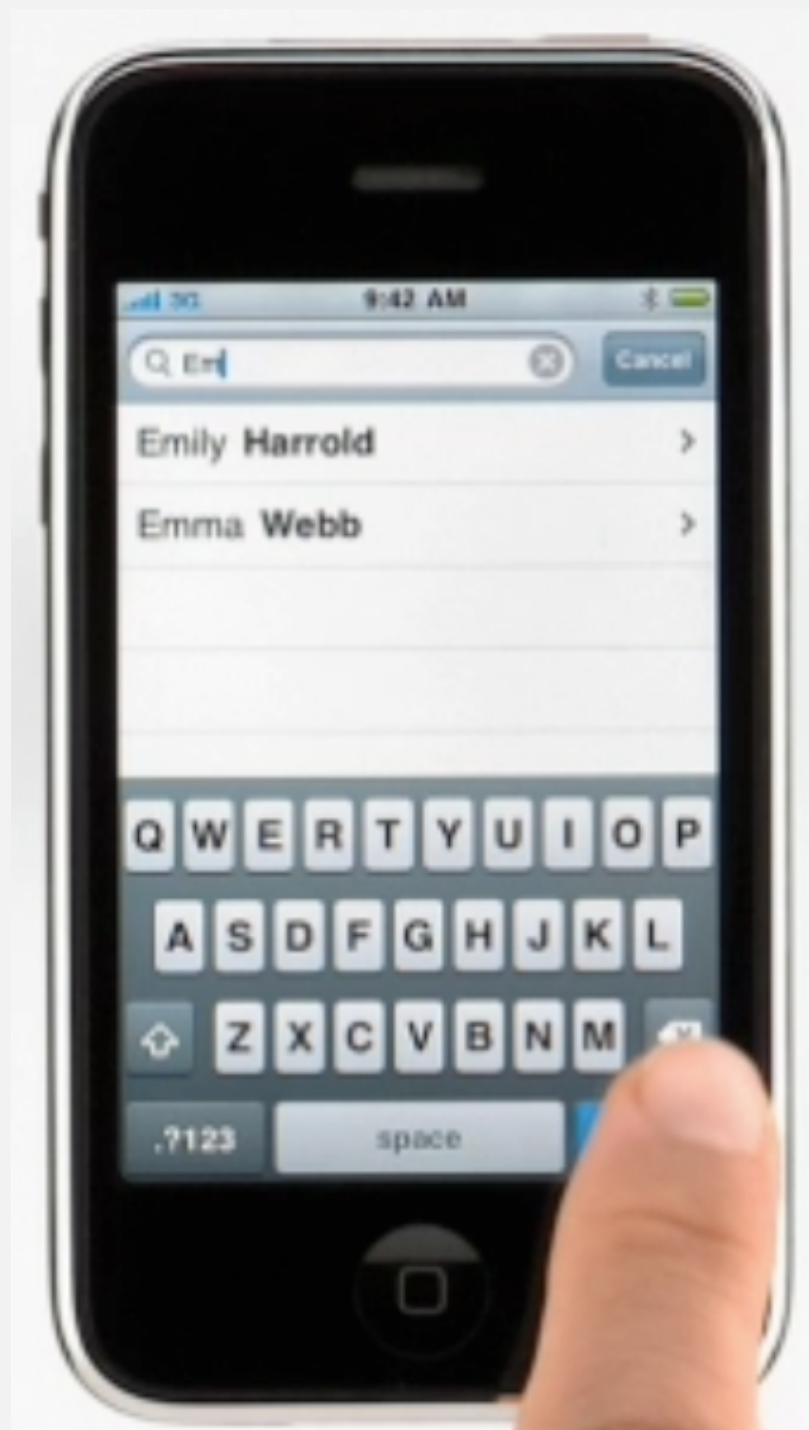 3G 9:42 AM
Em Cancel
Emily Harrold
Emma Webb
Q W E R T Y U I O P
A S D F G H J K L
Z X C V B N M
.?123 space